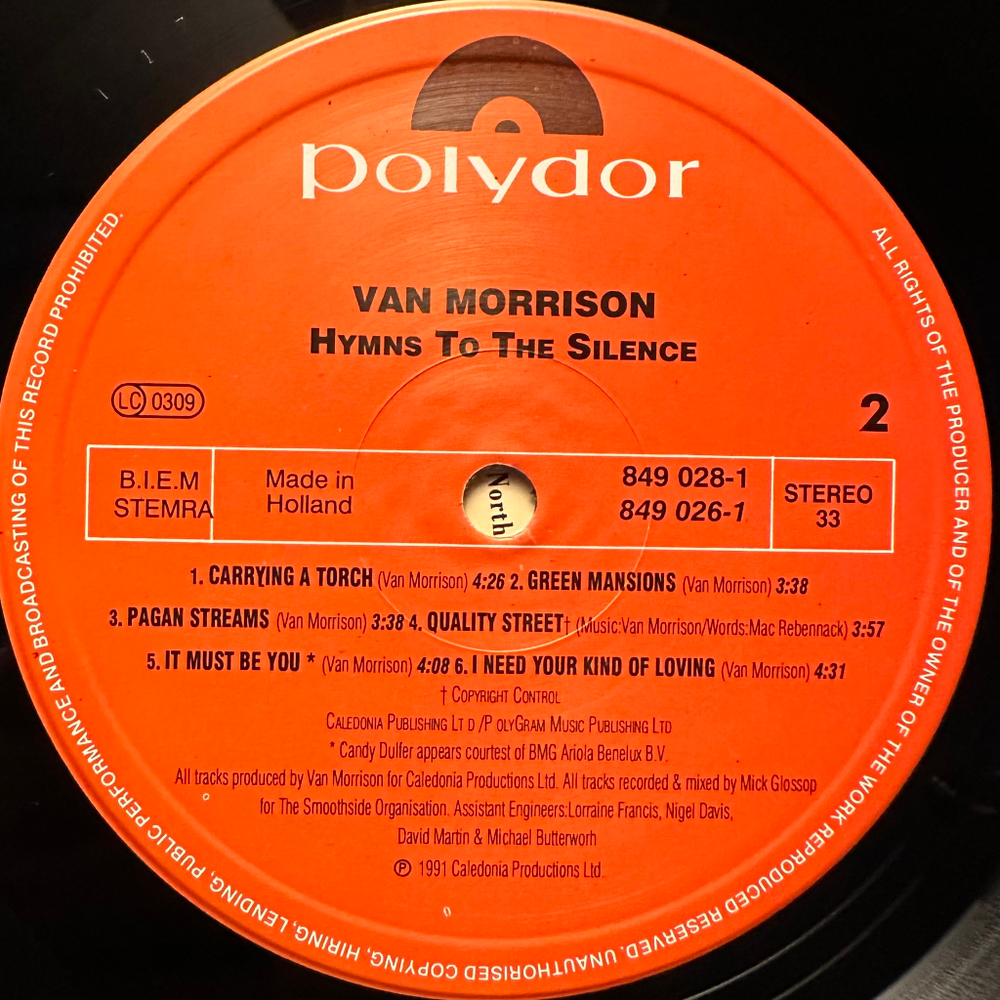 polydor
VAN MORRISON
HYMNS TO THE SILENCE
LC 0309
2
B.I.E.M
STEMRA
Made in
Holland
North
849 028-1
849 026-1
STEREO
33
1. CARRYING A TORCH (Van Morrison) 4:26 2. GREEN MANSIONS (Van Morrison) 3:38
3. PAGAN STREAMS (Van Morrison) 3:38 4. QUALITY STREET† (Music:Van Morrison/Words:Mac Rebennack) 3:57
5. IT MUST BE YOU * (Van Morrison) 4:08 6. I NEED YOUR KIND OF LOVING (Van Morrison) 4:31
† COPYRIGHT CONTROL
CALEDONIA PUBLISHING LT D /P OLYGRAM MUSIC PUBLISHING LTD
* Candy Dulfer appears courtesy of BMG Ariola Benelux B.V.
All tracks produced by Van Morrison for Caledonia Productions Ltd. All tracks recorded & mixed by Mick Glossop
for The Smoothside Organisation. Assistant Engineers:Lorraine Francis, Nigel Davis,
David Martin & Michael Butterworh
℗ 1991 Caledonia Productions Ltd.
ALL RIGHTS OF THE PRODUCER AND OF THE OWNER OF THE WORK REPRODUCED RESERVED. UNAUTHORISED COPYING, HIRING, LENDING, PUBLIC PERFORMANCE AND BROADCASTING OF THIS RECORD PROHIBITED.